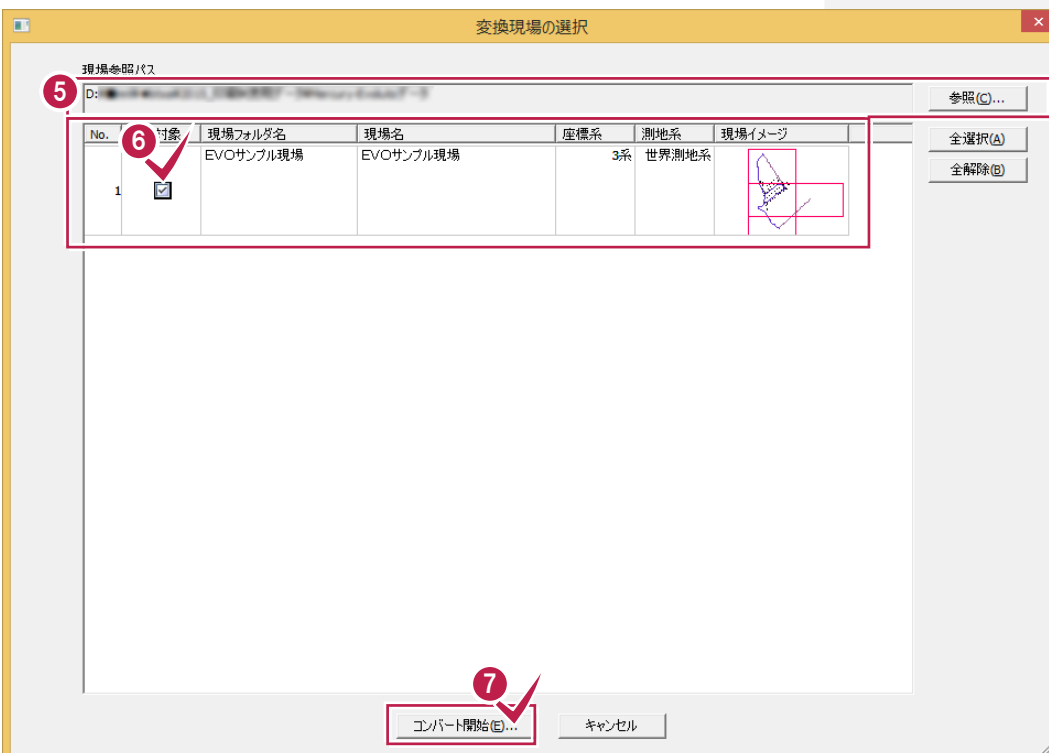 変換現場の選択
現場参照パス
5
D:
参照(C)...
No. 対象 現場フォルダ名 現場名 座標系 測地系 現場イメージ
6
全選択(A)
1 EVOサンプル現場 EVOサンプル現場 3系 世界測地系
全解除(B)
7
コンバート開始(E)... キャンセル